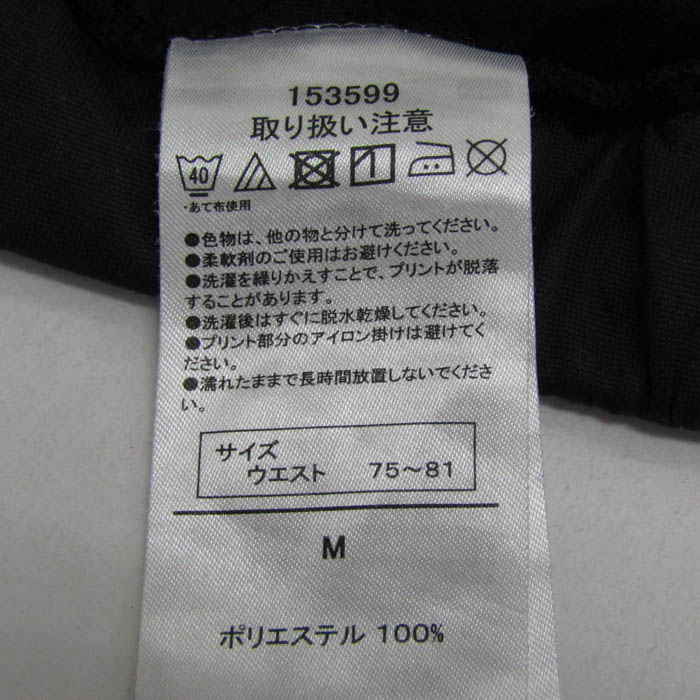 153599
取り扱い注意
40
・あて布使用
●色物は、他の物と分けて洗ってください。
●柔軟剤のご使用はお避けください。
●洗濯を繰りかえすことで、プリントが脱落
することがあります。
●洗濯後はすぐに脱水乾燥してください。
●プリント部分のアイロン掛けは避けてく
ださい。
●濡れたままで長時間放置しないでくださ
い。
サイズ
ウエスト 75～81
M
ポリエステル 100%